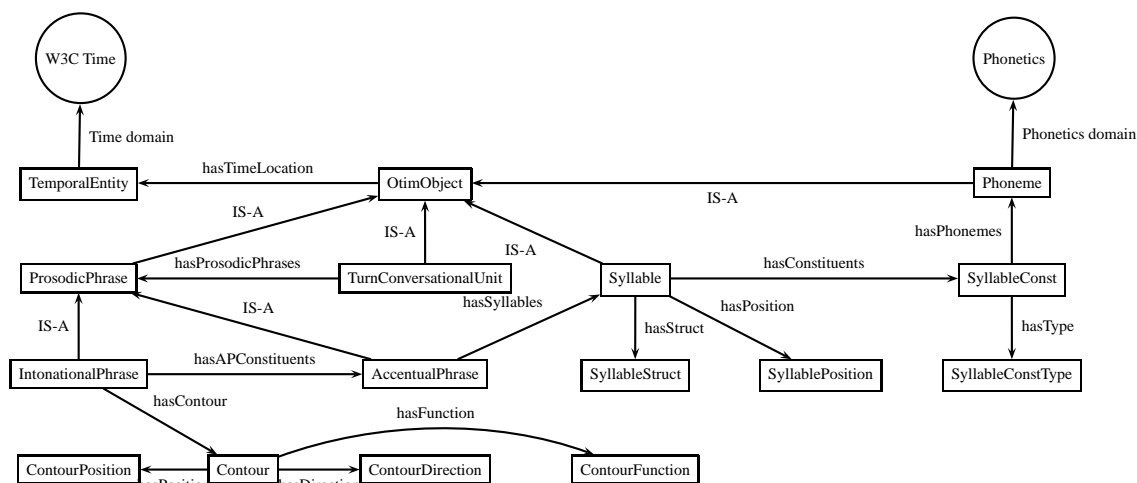 W3C Time
Phonetics
Time domain
Phonetics domain
hasTimeLocation
TemporalEntity
OtimObject
Phoneme
IS-A
IS-A
IS-A
IS-A
hasPhonemes
hasProsodicPhrases
hasConstituents
ProsodicPhrase
TurnConversationalUnit
Syllable
SyllableConst
hasSyllables
hasPosition
IS-A
IS-A
hasStruct
hasType
hasAPConstituents
IntonationalPhrase
AccentualPhrase
SyllableStruct
SyllablePosition
SyllableConstType
hasContour
hasFunction
ContourPosition
Contour
ContourDirection
ContourFunction
hasPosition
hasDirection